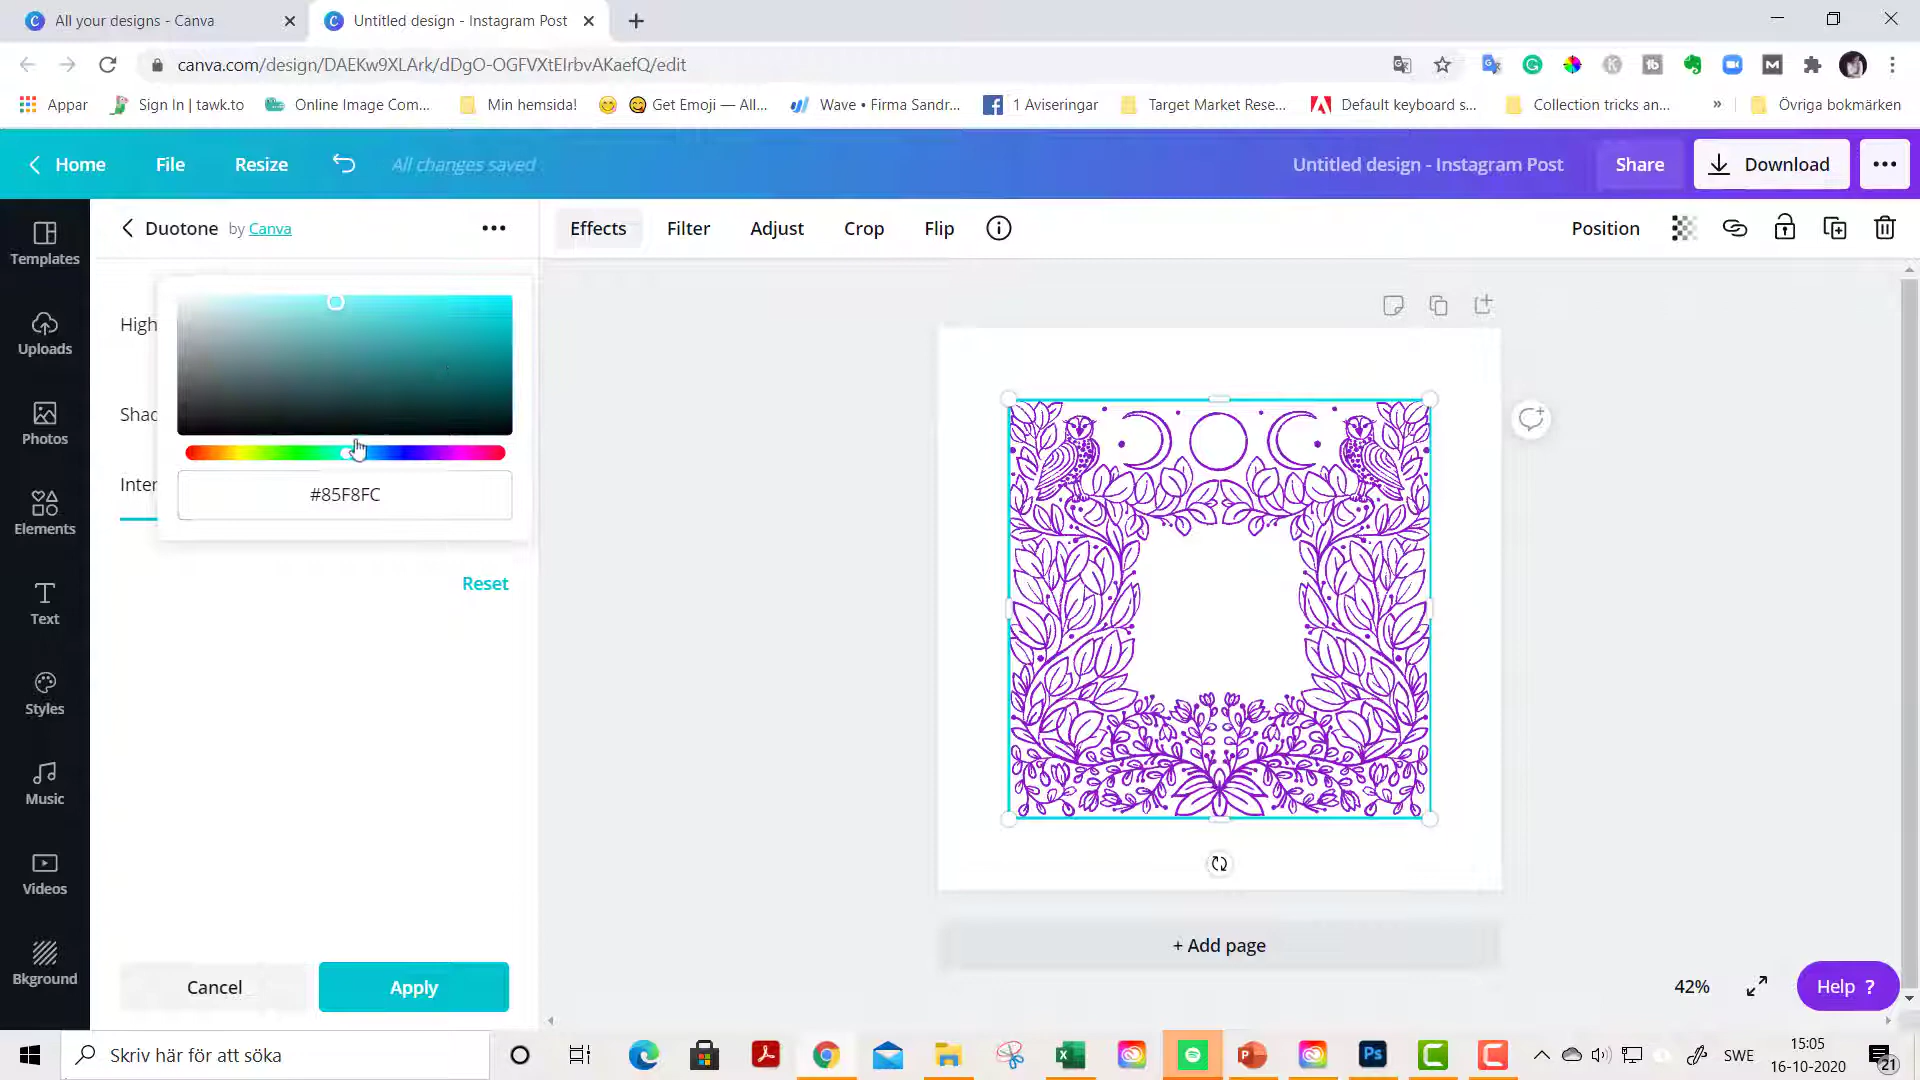 All your designs - Canva
Untitled design - Instagram Post
canva.com/design/DAEKw9XLArk/dDgO-OGFVXtEIrbvAKaefQ/edit
Appar
Sign In | tawk.to
Online Image Com...
Min hemsida!
Get Emoji — All...
Wave • Firma Sandr...
1 Aviseringar
Target Market Rese...
Default keyboard s...
Collection tricks an...
»
Övriga bokmärken
Home
File
Resize
All changes saved
Untitled design - Instagram Post
Share
Download
Duotone by Canva
Effects
Filter
Adjust
Crop
Flip
Position
Templates
Uploads
Photos
Elements
Text
Styles
Music
Videos
Bkground
High
Shad
Inter
#85F8FC
Reset
Cancel
Apply
+ Add page
42%
Help ?
Skriv här för att söka
SWE
15:05
16-10-2020
21